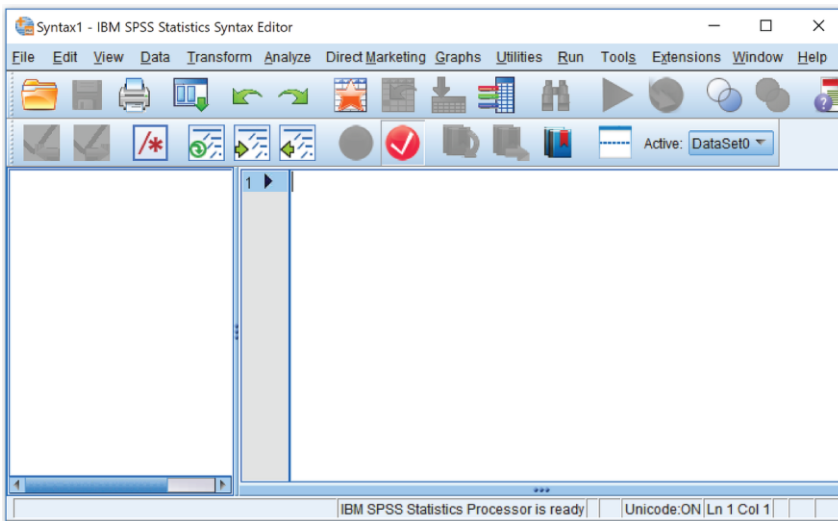 Syntax1 - IBM SPSS Statistics Syntax Editor
File Edit View Data Transform Analyze Direct Marketing Graphs Utilities Run Tools Extensions Window Help
/*
Active: DataSet0
1
IBM SPSS Statistics Processor is ready Unicode:ON Ln 1 Col 1